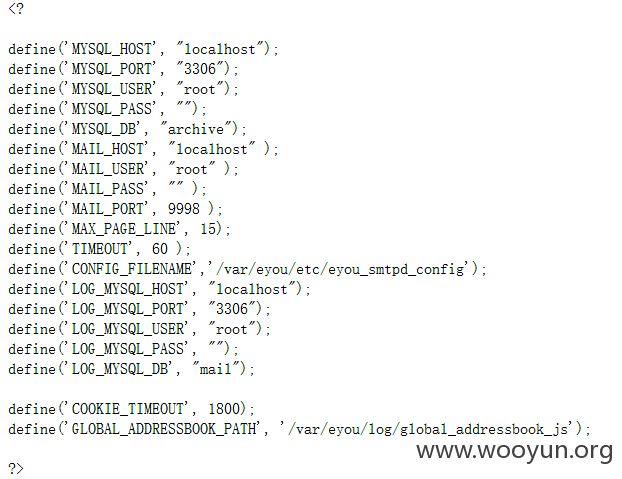 <?
define('MYSQL_HOST', "localhost");
define('MYSQL_PORT', "3306");
define('MYSQL_USER', "root");
define('MYSQL_PASS', "");
define('MYSQL_DB', "archive");
define('MAIL_HOST', "localhost" );
define('MAIL_USER', "root" );
define('MAIL_PASS', "" );
define('MAIL_PORT', 9998 );
define('MAX_PAGE_LINE', 15);
define('TIMEOUT', 60 );
define('CONFIG_FILENAME','/var/eyou/etc/eyou_smtpd_config');
define('LOG_MYSQL_HOST', "localhost");
define('LOG_MYSQL_PORT', "3306");
define('LOG_MYSQL_USER', "root");
define('LOG_MYSQL_PASS', "");
define('LOG_MYSQL_DB', "mail");
define('COOKIE_TIMEOUT', 1800);
define('GLOBAL_ADDRESSBOOK_PATH', '/var/eyou/log/global_addressbook_js');
www.wooyun.org
?>